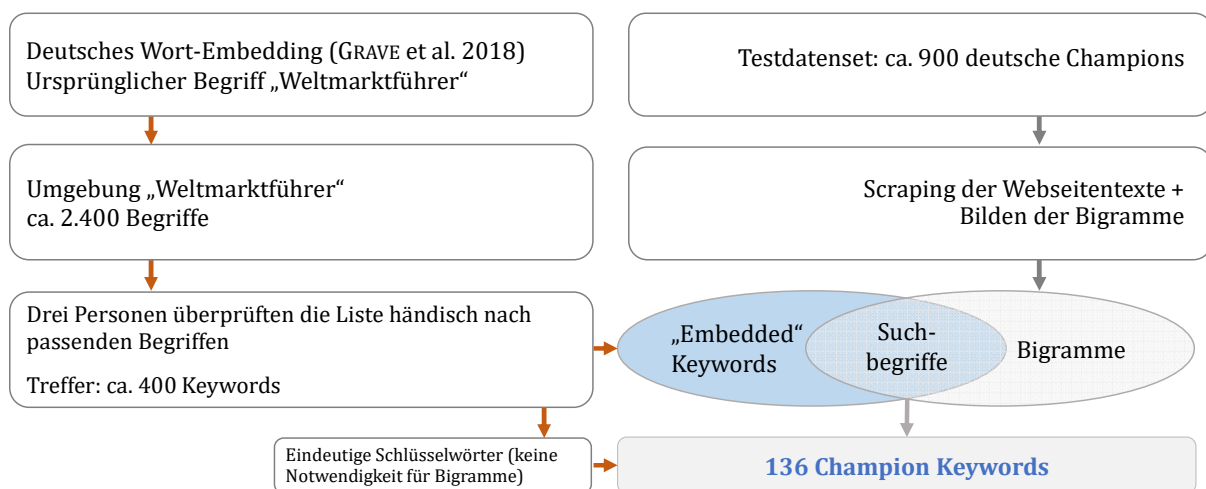 Deutsches Wort-Embedding (GRAVE et al. 2018)
Ursprünglicher Begriff „Weltmarktführer“
Testdatenset: ca. 900 deutsche Champions
Umgebung „Weltmarktführer“
ca. 2.400 Begriffe
Scraping der Webseitentexte +
Bilden der Bigramme
Drei Personen überprüften die Liste händisch nach
passenden Begriffen
Treffer: ca. 400 Keywords
„Embedded“
Keywords
Such-
begriffe
Bigramme
Eindeutige Schlüsselwörter (keine
Notwendigkeit für Bigramme)
136 Champion Keywords